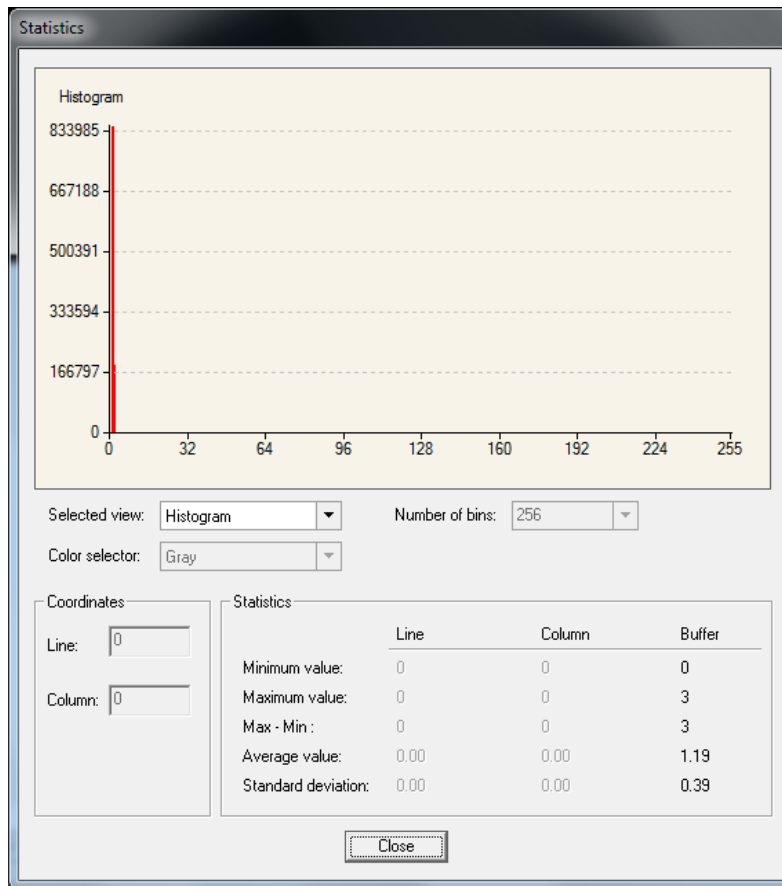 Statistics
Histogram
833985
667188
500391
333594
166797
0
0 32 64 96 128 160 192 224 255
Selected view: Histogram Number of bins: 256
Color selector: Gray
Coordinates
Line: 0
Column: 0
Statistics
Line Column Buffer
Minimum value: 0 0 0
Maximum value: 0 0 3
Max - Min : 0 0 3
Average value: 0.00 0.00 1.19
Standard deviation: 0.00 0.00 0.39
Close